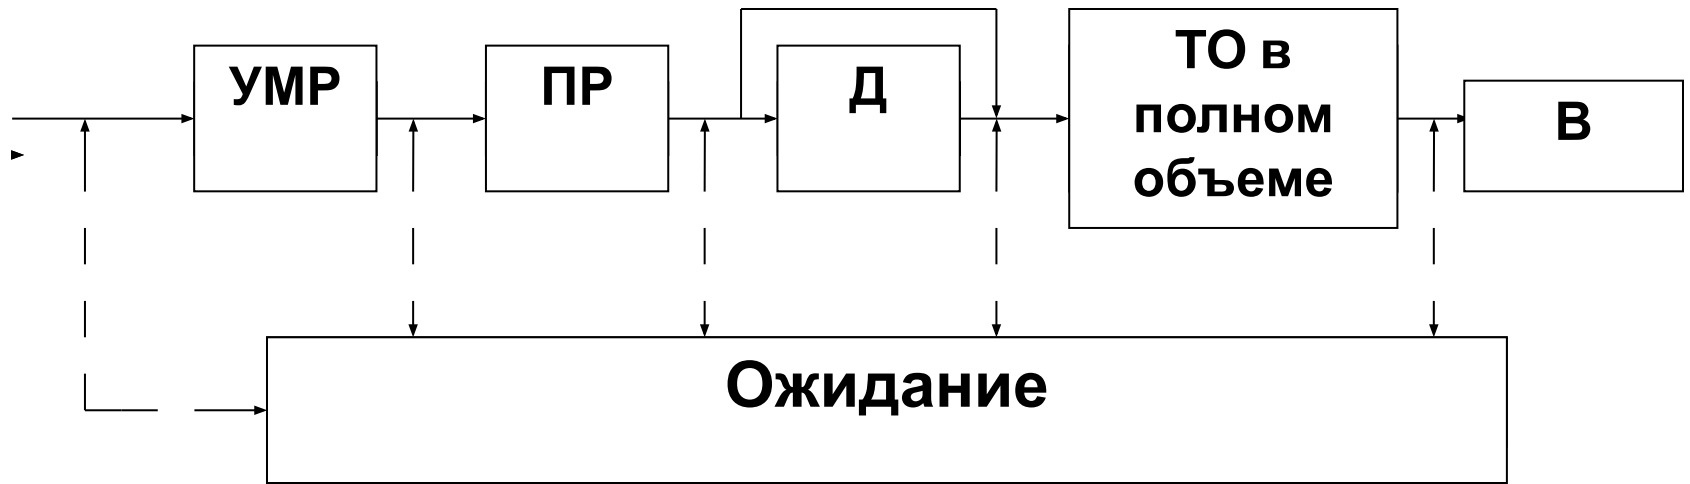 УМР
ПР
Д
ТО в
полном
объеме
В
Ожидание